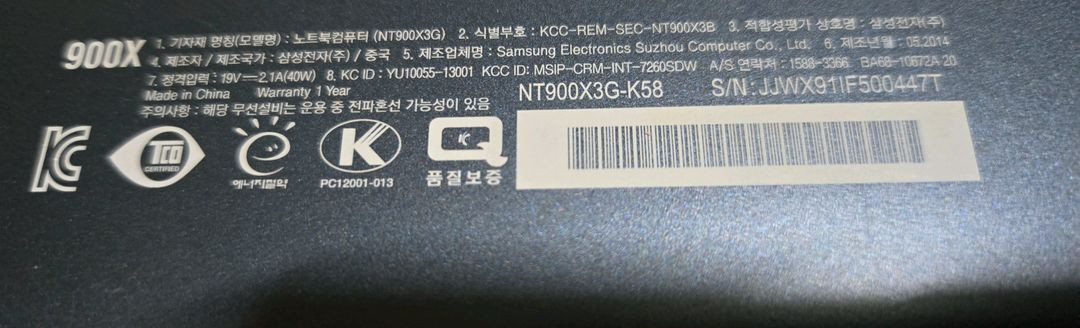 900X
1. 기자재 명칭(모델명) : 노트북컴퓨터 (NT900X3G) 2. 식별부호 : KCC-REM-SEC-NT900X3B 3. 적합성평가 상호명 : 삼성전자(주)
4. 제조자 / 제조국가 : 삼성전자(주) / 중국 5. 제조업체명 : Samsung Electronics Suzhou Computer Co., Ltd. 6. 제조년월 : 05.2014
7. 정격입력 : 19V⎓2.1A(40W) 8. KC ID : YU10055-13001 KCC ID: MSIP-CRM-INT-7260SDW A/S 연락처 : 1588-3366 BA68-10672A 20
Made in China Warranty 1 Year
주의사항 : 해당 무선설비는 운용 중 전파혼선 가능성이 있음
NT900X3G-K58 S/N: JJWX91IF500447T
KC
TCO
CERTIFIED
e
에너지절약
K
PC12001-013
KC
Q
품질보증